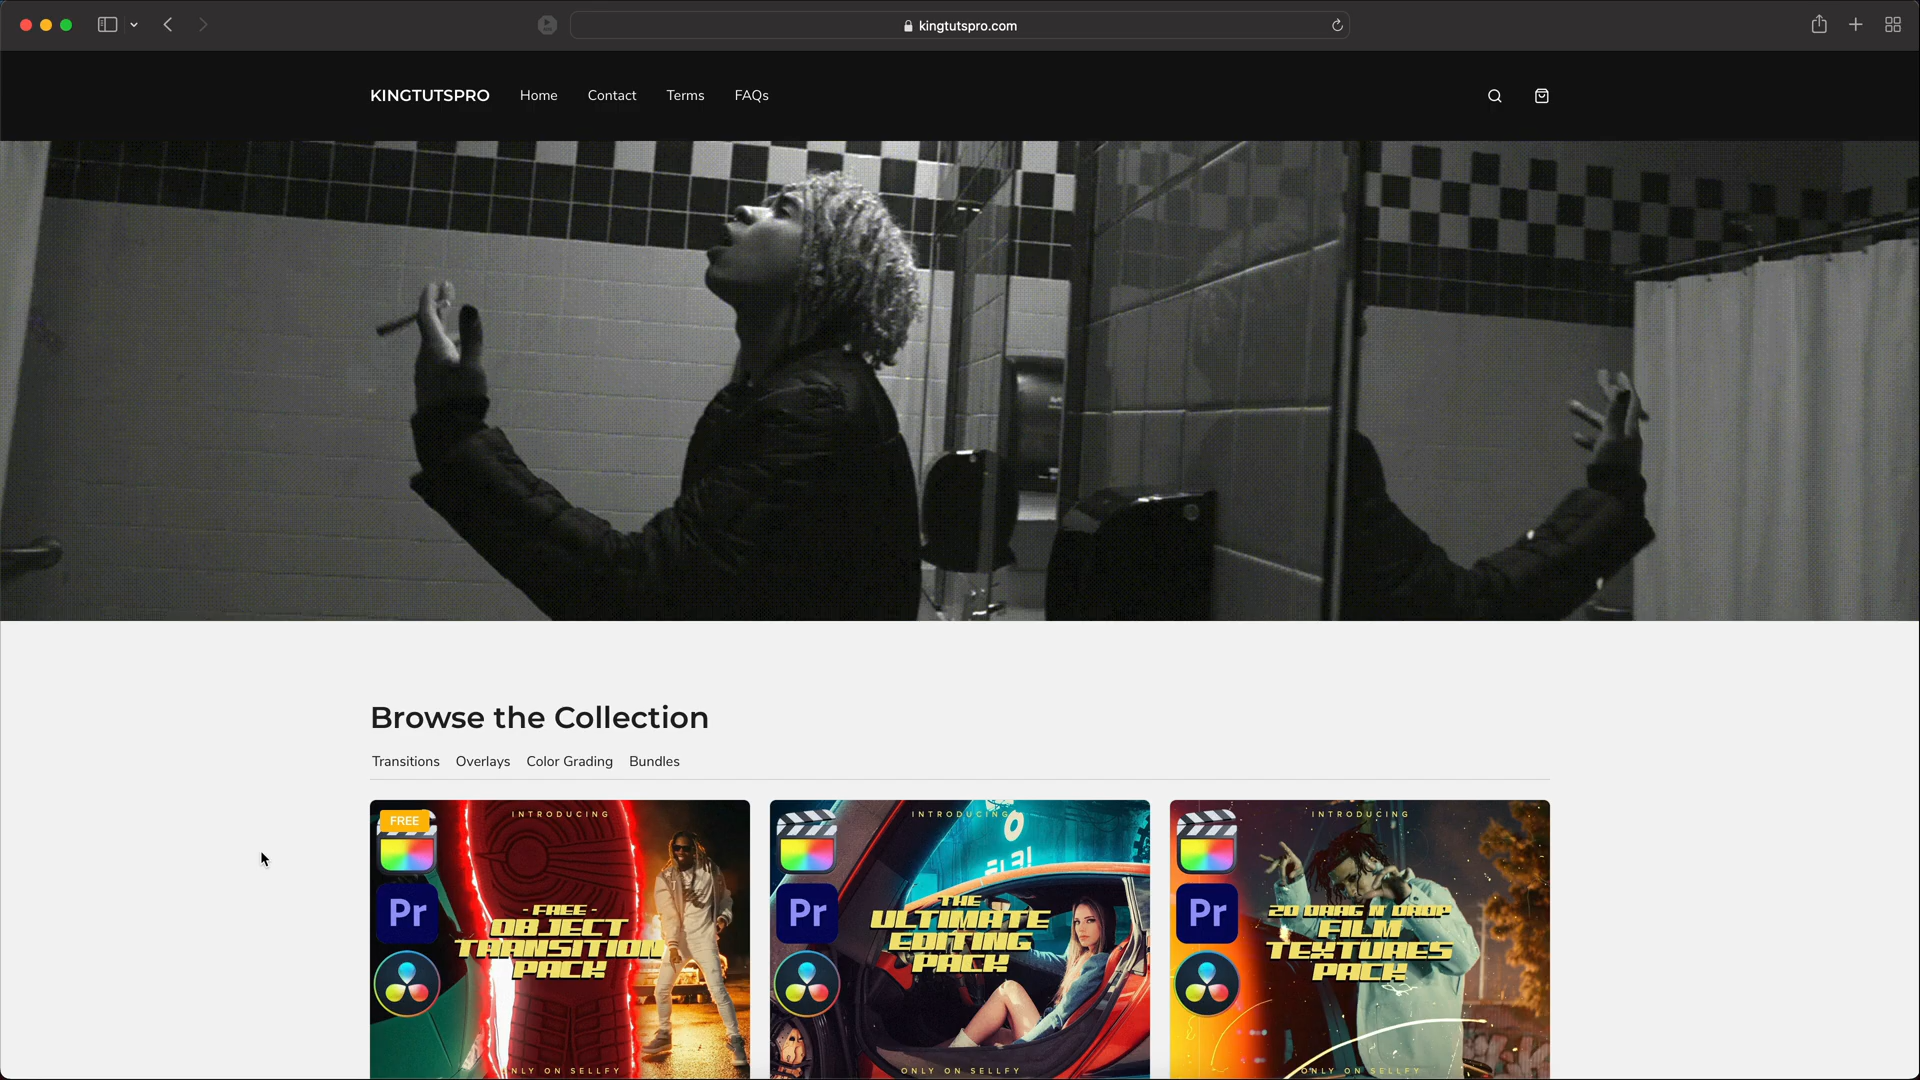 kingtutspro.com
KINGTUTSPRO Home Contact Terms FAQs
Browse the Collection
Transitions Overlays Color Grading Bundles
FREE
INTRODUCING
Pr
- FREE -
OBJECT
TRANSITION
PACK
NLY ON SELLFY
INTRODUCING
Pr
THE
ULTIMATE
EDITING
PACK
ONLY ON SELLFY
INTRODUCING
Pr
20 DRAG N' DROP
FILM
TEXTURES
PACK
ONLY ON SELLFY